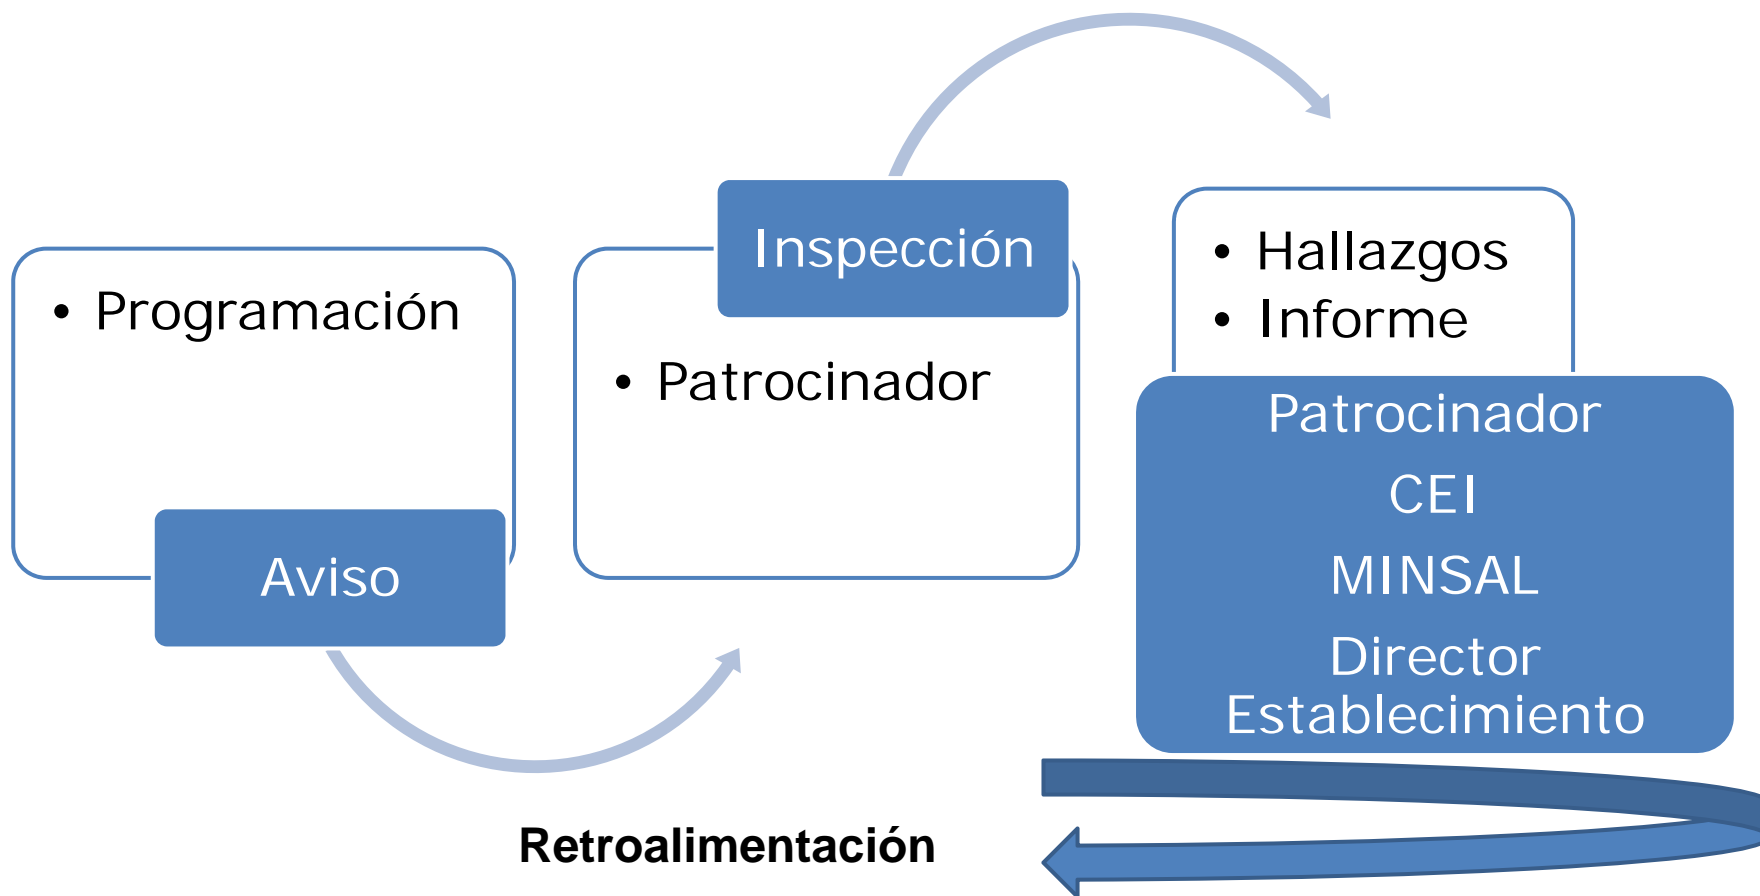 • Programación
Aviso
Inspección
• Patrocinador
• Hallazgos
• Informe
Patrocinador
CEI
MINSAL
Director
Establecimiento
Retroalimentación